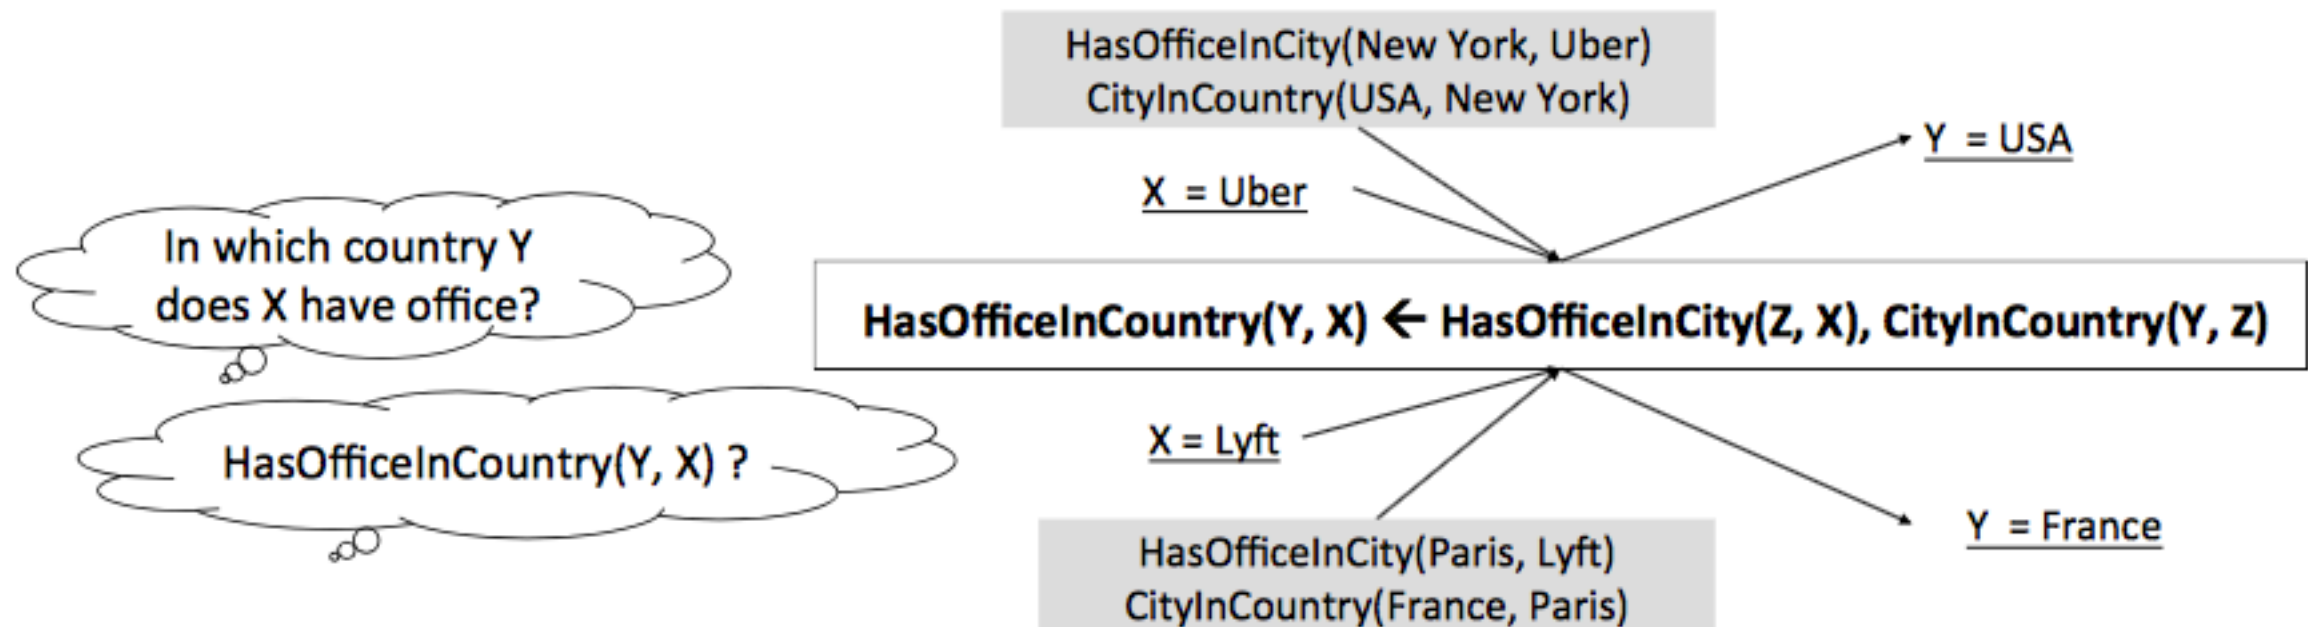 In which country Y
does X have office?
HasOfficeInCountry(Y, X) ?
HasOfficeInCity(New York, Uber)
CityInCountry(USA, New York)
X = Uber
Y = USA
HasOfficeInCountry(Y, X) ← HasOfficeInCity(Z, X), CityInCountry(Y, Z)
X = Lyft
Y = France
HasOfficeInCity(Paris, Lyft)
CityInCountry(France, Paris)